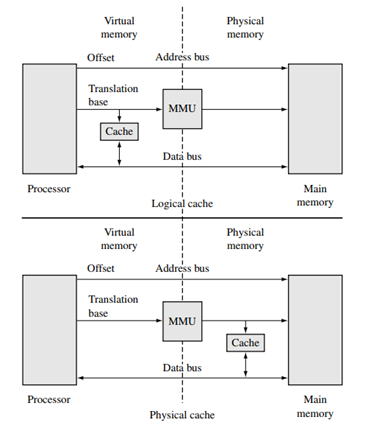 Virtual
memory
Physical
memory
Offset
Address bus
Translation
base
MMU
Cache
Data bus
Processor
Main
memory
Logical cache
Virtual
memory
Physical
memory
Offset
Address bus
Translation
base
MMU
Cache
Data bus
Processor
Main
memory
Physical cache